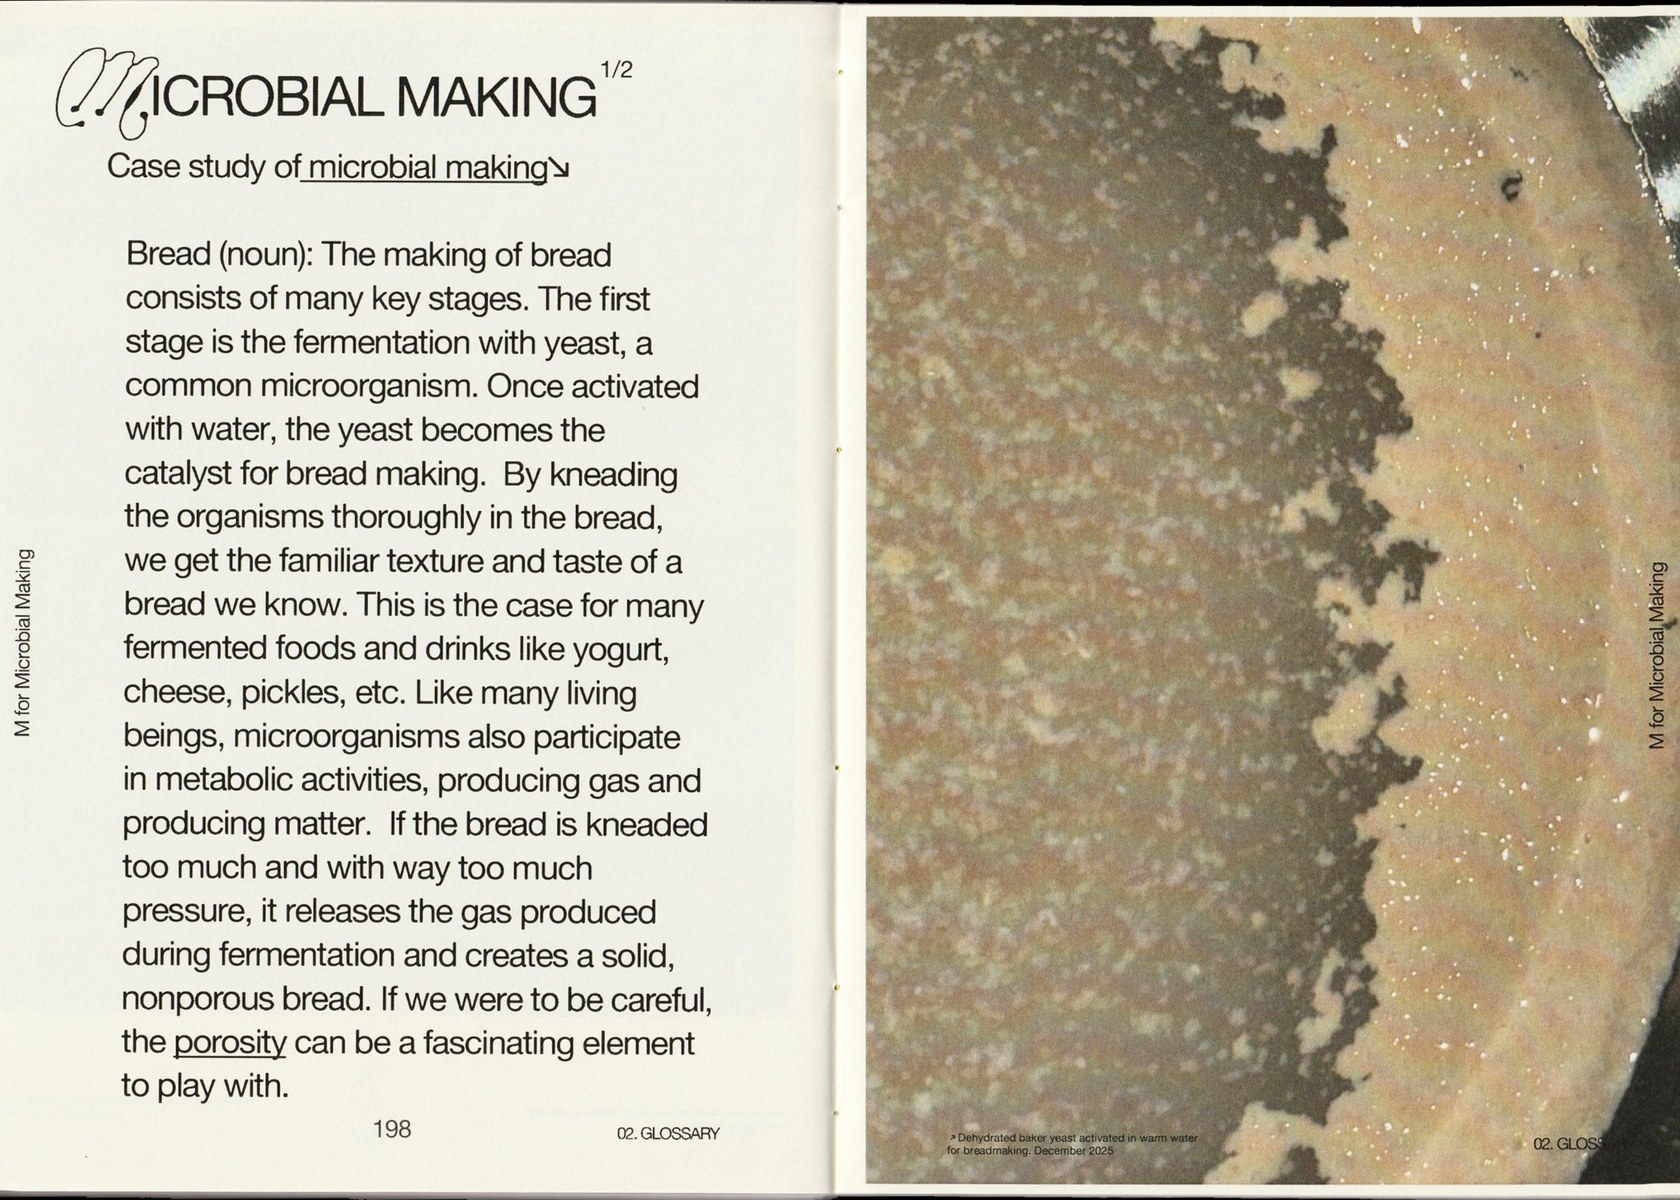 MICROBIAL MAKING 1/2
Case study of microbial making↘
Bread (noun): The making of bread
consists of many key stages. The first
stage is the fermentation with yeast, a
common microorganism. Once activated
with water, the yeast becomes the
catalyst for bread making.  By kneading
the organisms thoroughly in the bread,
we get the familiar texture and taste of a
bread we know. This is the case for many
fermented foods and drinks like yogurt,
cheese, pickles, etc. Like many living
beings, microorganisms also participate
in metabolic activities, producing gas and
producing matter.  If the bread is kneaded
too much and with way too much
pressure, it releases the gas produced
during fermentation and creates a solid,
nonporous bread. If we were to be careful,
the porosity can be a fascinating element
to play with.
M for Microbial Making
198
02. GLOSSARY
↗ Dehydrated baker yeast activated in warm water
for breadmaking. December 2025
02.
M for Microbial Making